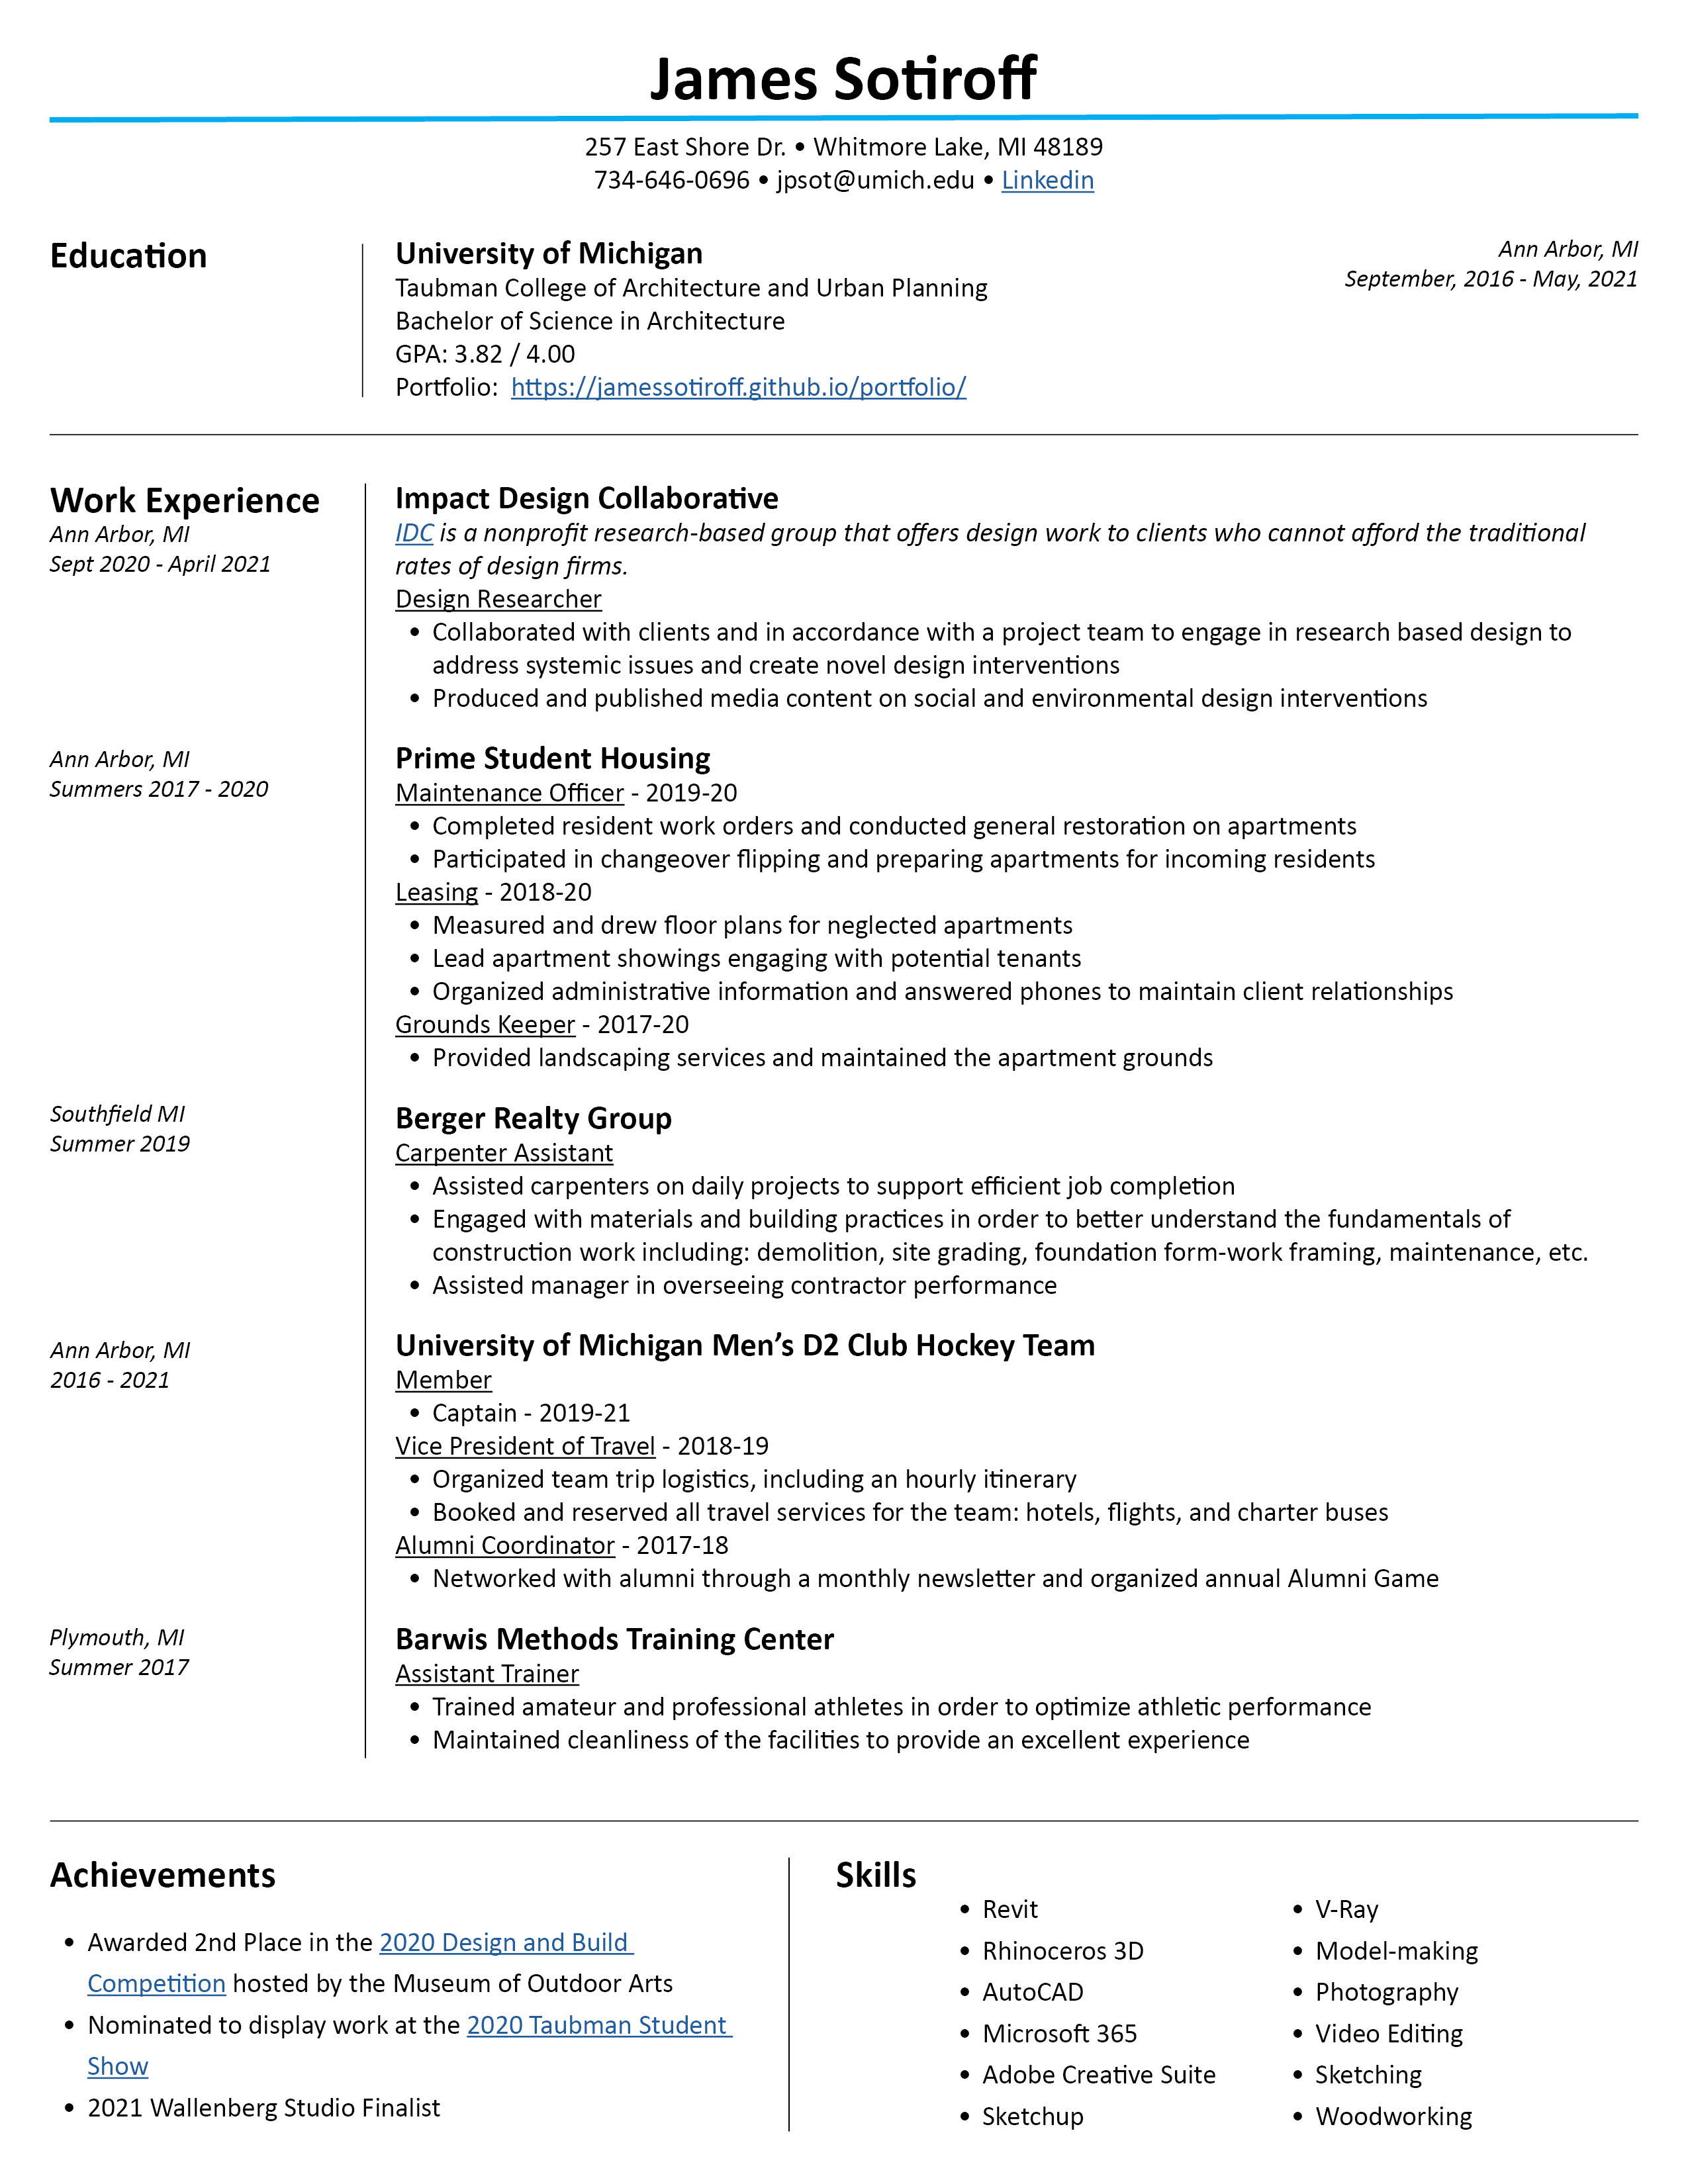 James Sotiroff
257 East Shore Dr. • Whitmore Lake, MI 48189
734-646-0696 • jpsot@umich.edu • Linkedin
Education
University of Michigan
Ann Arbor, MI
September, 2016 - May, 2021
Taubman College of Architecture and Urban Planning
Bachelor of Science in Architecture
GPA: 3.82 / 4.00
Portfolio: https://jamessotiroff.github.io/portfolio/
Work Experience
Ann Arbor, MI
Sept 2020 - April 2021
Impact Design Collaborative
IDC is a nonprofit research-based group that offers design work to clients who cannot afford the traditional
rates of design firms.
Design Researcher
• Collaborated with clients and in accordance with a project team to engage in research based design to
address systemic issues and create novel design interventions
• Produced and published media content on social and environmental design interventions
Ann Arbor, MI
Summers 2017 - 2020
Prime Student Housing
Maintenance Officer - 2019-20
• Completed resident work orders and conducted general restoration on apartments
• Participated in changeover flipping and preparing apartments for incoming residents
Leasing - 2018-20
• Measured and drew floor plans for neglected apartments
• Lead apartment showings engaging with potential tenants
• Organized administrative information and answered phones to maintain client relationships
Grounds Keeper - 2017-20
• Provided landscaping services and maintained the apartment grounds
Southfield MI
Summer 2019
Berger Realty Group
Carpenter Assistant
• Assisted carpenters on daily projects to support efficient job completion
• Engaged with materials and building practices in order to better understand the fundamentals of
construction work including: demolition, site grading, foundation form-work framing, maintenance, etc.
• Assisted manager in overseeing contractor performance
Ann Arbor, MI
2016 - 2021
University of Michigan Men’s D2 Club Hockey Team
Member
• Captain - 2019-21
Vice President of Travel - 2018-19
• Organized team trip logistics, including an hourly itinerary
• Booked and reserved all travel services for the team: hotels, flights, and charter buses
Alumni Coordinator - 2017-18
• Networked with alumni through a monthly newsletter and organized annual Alumni Game
Plymouth, MI
Summer 2017
Barwis Methods Training Center
Assistant Trainer
• Trained amateur and professional athletes in order to optimize athletic performance
• Maintained cleanliness of the facilities to provide an excellent experience
Achievements
• Awarded 2nd Place in the 2020 Design and Build
Competition hosted by the Museum of Outdoor Arts
• Nominated to display work at the 2020 Taubman Student
Show
• 2021 Wallenberg Studio Finalist
Skills
• Revit
• Rhinoceros 3D
• AutoCAD
• Microsoft 365
• Adobe Creative Suite
• Sketchup
• V-Ray
• Model-making
• Photography
• Video Editing
• Sketching
• Woodworking